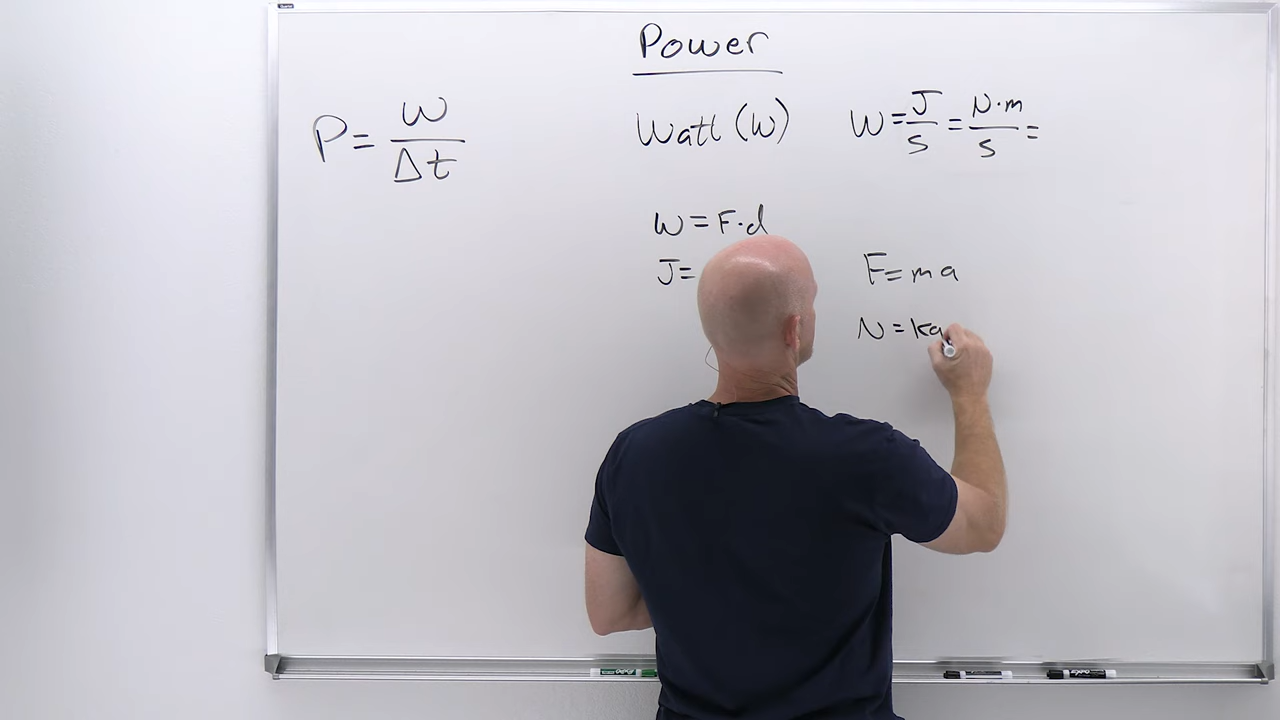 Power
P = W / Δt
Watt (W)
W = J / s = N·m / s =
W = F·d
J =
F = ma
N = kg